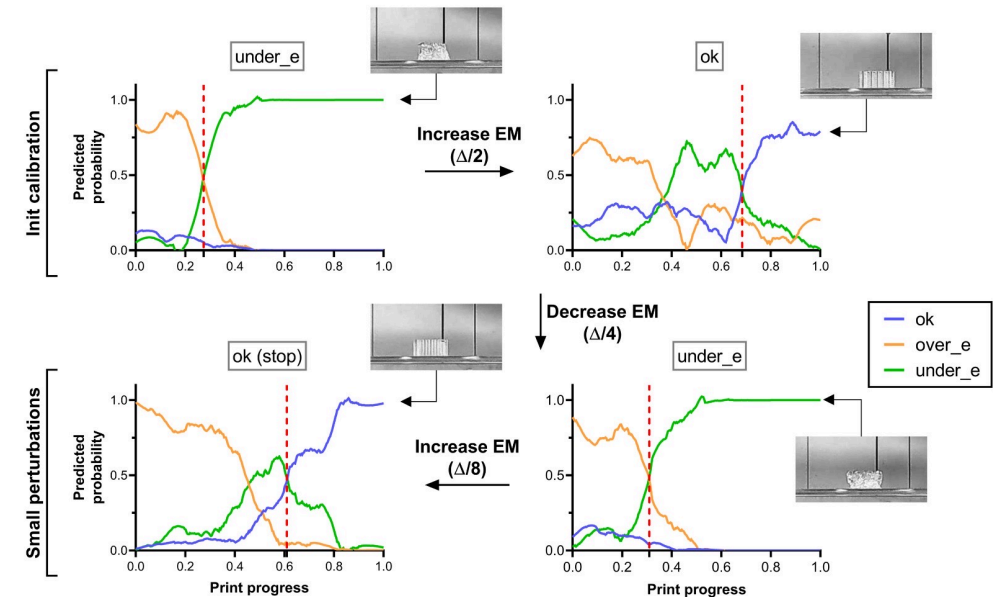 Init calibration
under_e
Predicted
probability
1.0
0.5
0.0
0.0 0.2 0.4 0.6 0.8 1.0
Increase EM
(Δ/2)
ok
1.0
0.5
0.0
0.0 0.2 0.4 0.6 0.8 1.0
Decrease EM
(Δ/4)
ok
over_e
under_e
Small perturbations
ok (stop)
Predicted
probability
1.0
0.5
0.0
0.0 0.2 0.4 0.6 0.8 1.0
Print progress
Increase EM
(Δ/8)
under_e
1.0
0.5
0.0
0.0 0.2 0.4 0.6 0.8 1.0
Print progress